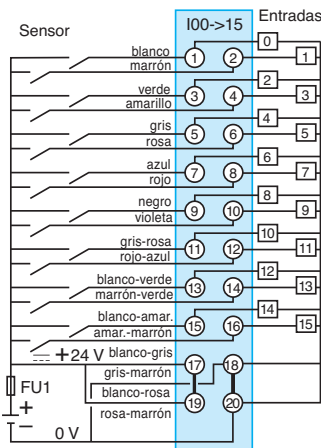 Sensor
I00->15
Entradas
blanco
1
2
0
marrón
1
verde
3
4
2
amarillo
3
gris
5
6
4
rosa
5
azul
7
8
6
rojo
7
negro
9
10
8
violeta
9
gris-rosa
11
12
10
rojo-azul
11
blanco-verde
13
14
12
marrón-verde
13
blanco-amar.
15
16
14
amar.-marrón
15
+24 V
blanco-gris
17
18
gris-marrón
FU1
blanco-rosa
19
20
+
rosa-marrón
–
0 V